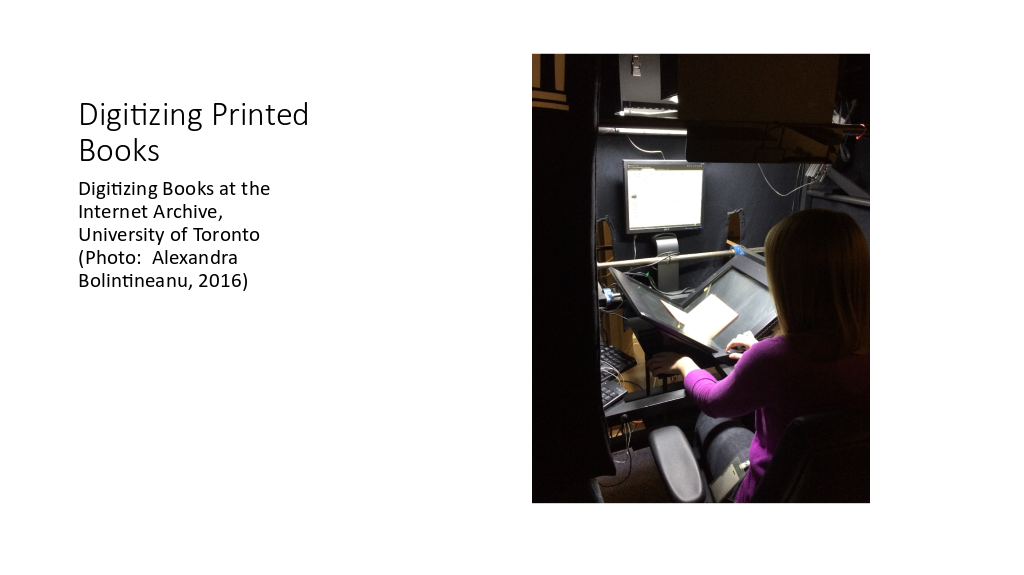 Digitizing Printed
Books
Digitizing Books at the
Internet Archive,
University of Toronto
(Photo:  Alexandra
Bolintineanu, 2016)